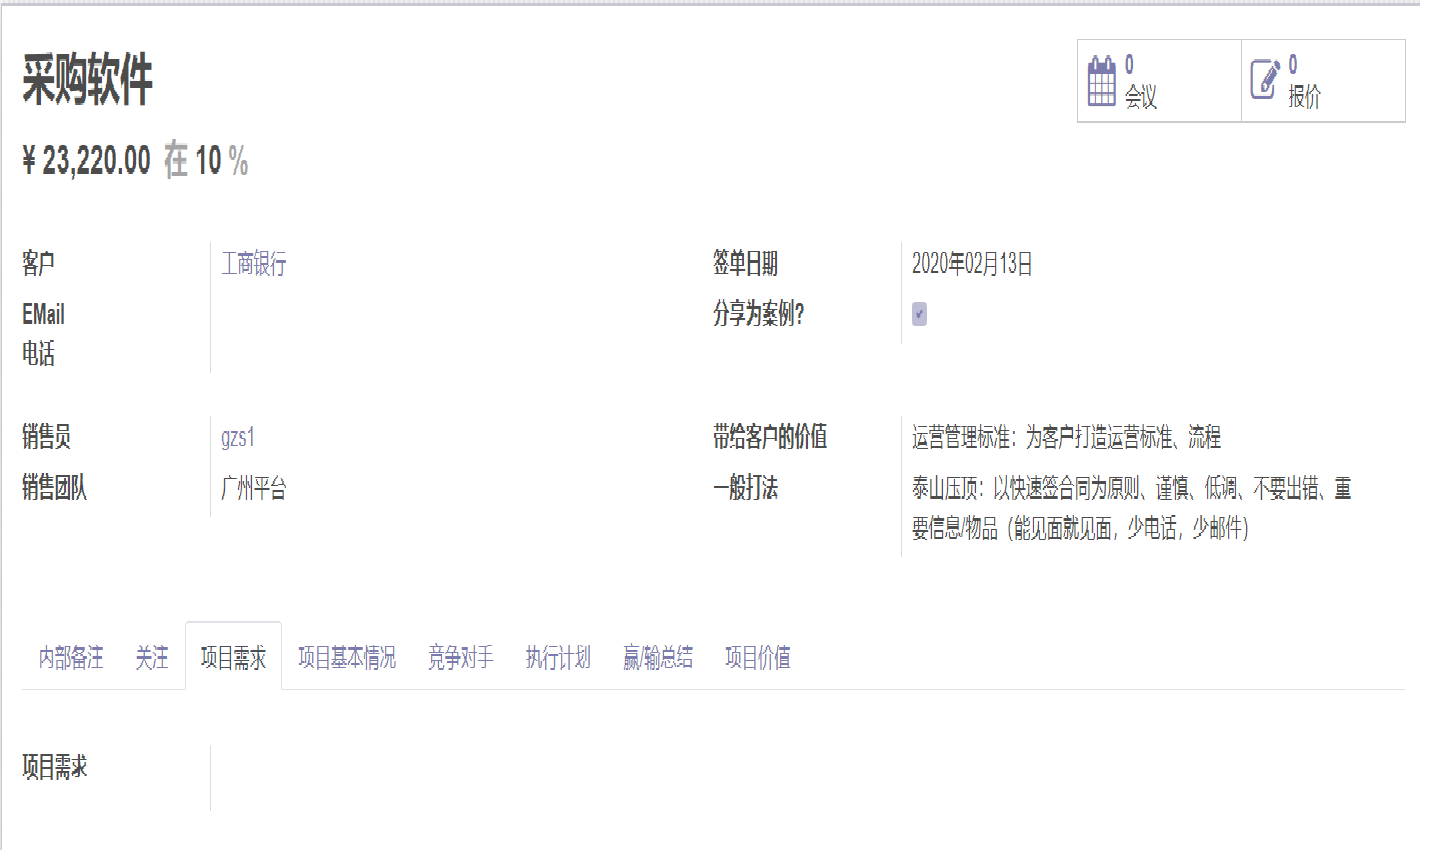 采购软件
0
会议
0
报价
¥ 23,220.00 在 10 %
客户 工商银行
EMail
电话
签单日期 2020年02月13日
分享为案例?
销售员 gzs1
销售团队 广州平台
带给客户的价值 运营管理标准：为客户打造运营标准、流程
一般打法 泰山压顶：以快速签合同为原则、谨慎、低调、不要出错、重
要信息/物品（能见面就见面，少电话，少邮件）
内部备注 关注 项目需求 项目基本情况 竞争对手 执行计划 赢/输总结 项目价值
项目需求